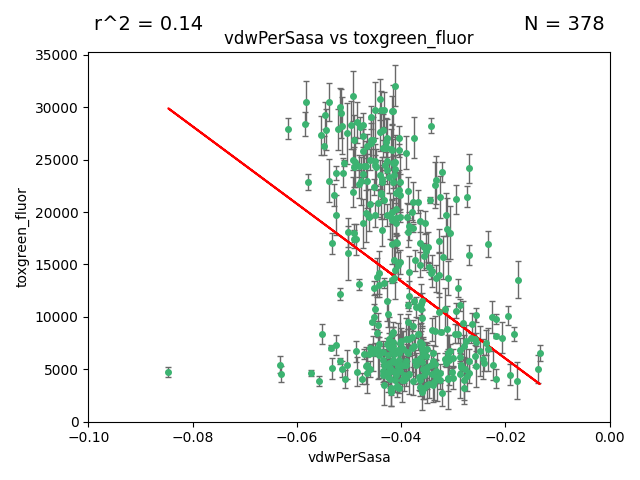 r^2 = 0.14
N = 378
vdwPerSasa vs toxgreen_fluor
35000
30000
25000
20000
15000
10000
5000
0
toxgreen_fluor
−0.10
−0.08
−0.06
−0.04
−0.02
0.00
vdwPerSasa